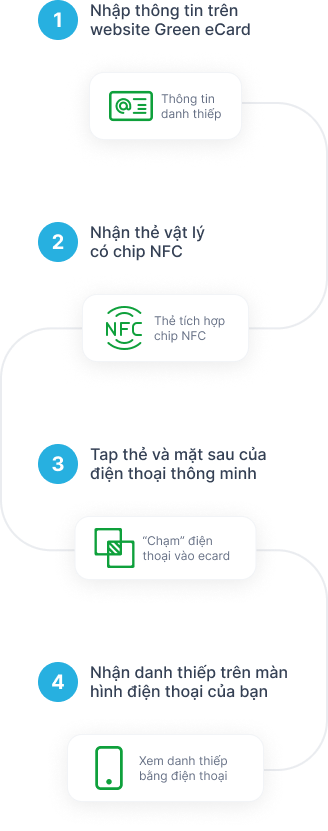 1
Nhập thông tin trên
website Green eCard
Thông tin
danh thiếp
2
Nhận thẻ vật lý
có chip NFC
NFC
Thẻ tích hợp
chip NFC
3
Tap thẻ và mặt sau của
điện thoại thông minh
“Chạm” điện
thoại vào ecard
4
Nhận danh thiếp trên màn
hình điện thoại của bạn
Xem danh thiếp
bằng điện thoại